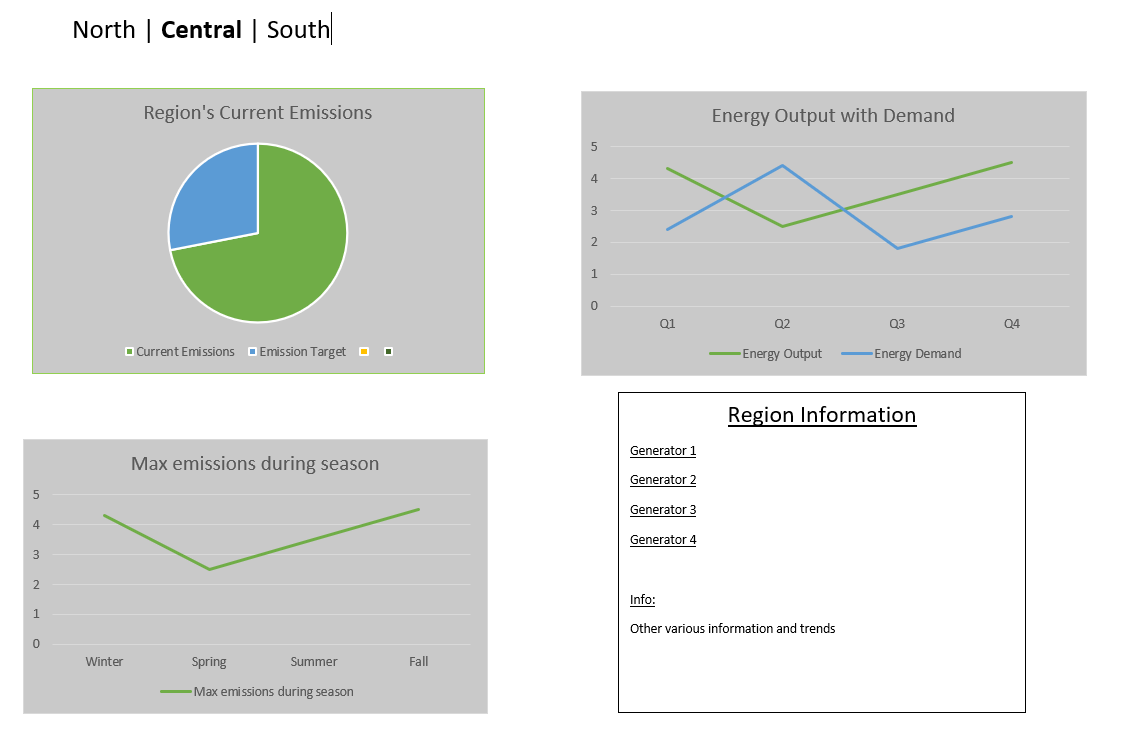 North | Central | South
Region's Current Emissions
Current Emissions Emission Target
Energy Output with Demand
5
4
3
2
1
0
Q1 Q2 Q3 Q4
Energy Output Energy Demand
Max emissions during season
5
4
3
2
1
0
Winter Spring Summer Fall
Max emissions during season
Region Information
Generator 1
Generator 2
Generator 3
Generator 4
Info:
Other various information and trends